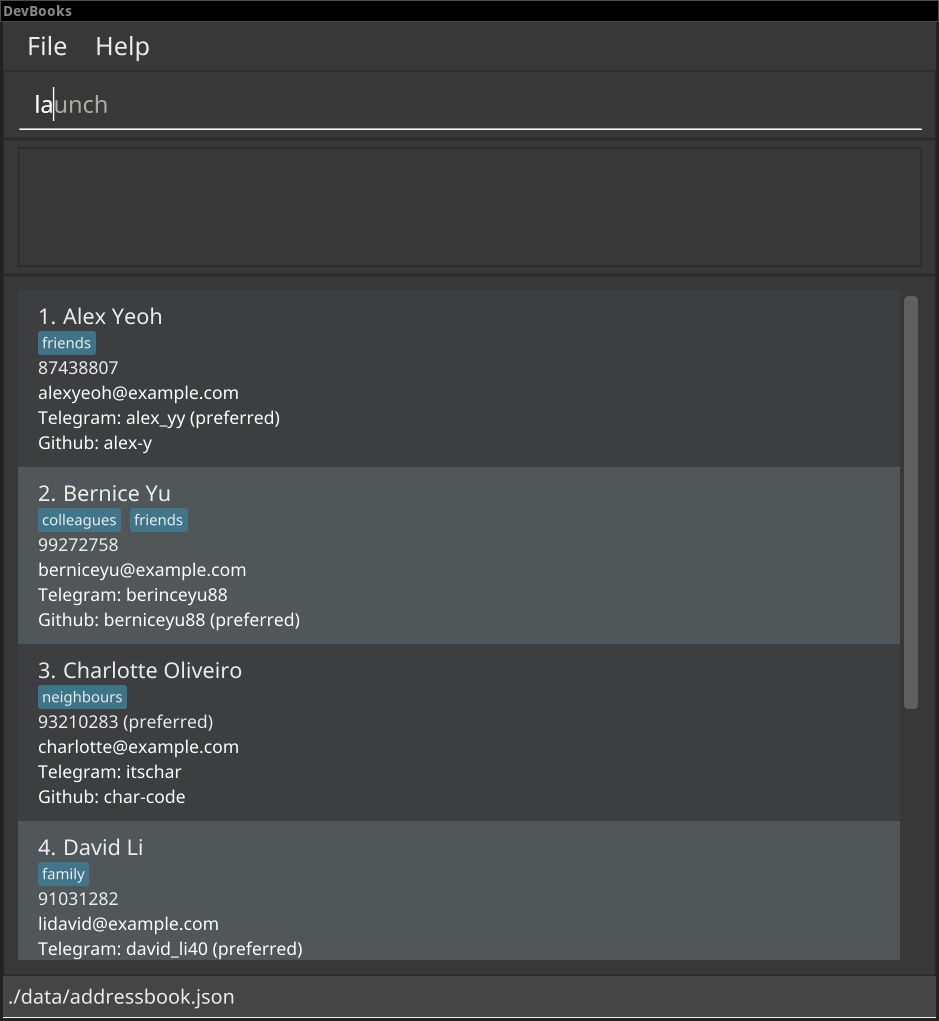 DevBooks
File Help
launch
1. Alex Yeoh
friends
87438807
alexyeoh@example.com
Telegram: alex_yy (preferred)
Github: alex-y
2. Bernice Yu
colleagues friends
99272758
berniceyu@example.com
Telegram: berinceyu88
Github: berniceyu88 (preferred)
3. Charlotte Oliveiro
neighbours
93210283 (preferred)
charlotte@example.com
Telegram: itschar
Github: char-code
4. David Li
family
91031282
lidavid@example.com
Telegram: david_li40 (preferred)
./data/addressbook.json